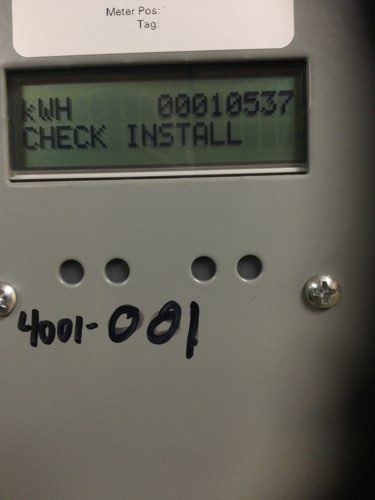 Meter Pos:
Tag:
kWH 00010537
CHECK INSTALL
4001-001